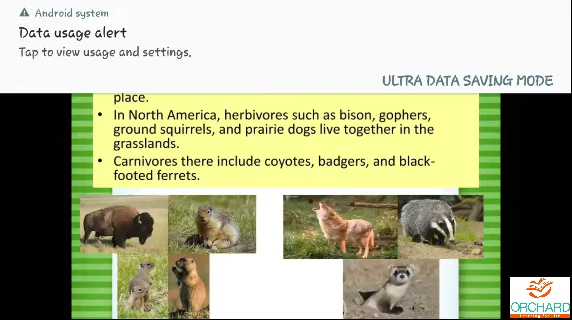 Android system
Data usage alert
Tap to view usage and settings.
ULTRA DATA SAVING MODE
place.
• In North America, herbivores such as bison, gophers,
ground squirrels, and prairie dogs live together in the
grasslands.
• Carnivores there include coyotes, badgers, and black-
footed ferrets.
ORCHARD